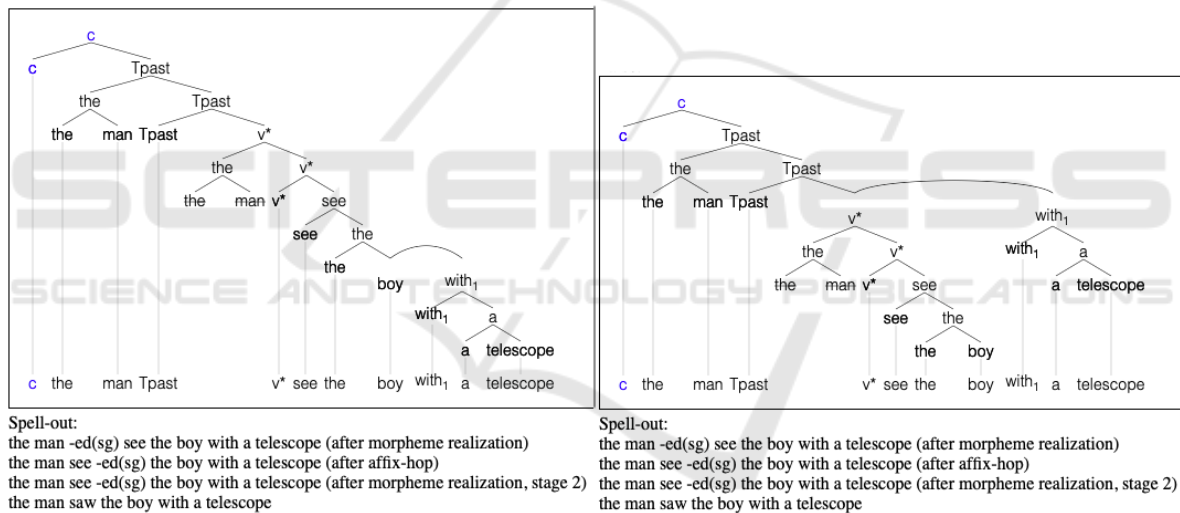 c
c Tpast
the Tpast
the man Tpast v*
the v*
the man v* see
see the
the
boy with₁
with₁ a
a telescope
c the man Tpast v* see the boy with₁ a telescope
Spell-out:
the man -ed(sg) see the boy with a telescope (after morpheme realization)
the man see -ed(sg) the boy with a telescope (after affix-hop)
the man see -ed(sg) the boy with a telescope (after morpheme realization, stage 2)
the man saw the boy with a telescope
c
c Tpast
the Tpast
the man Tpast
v* with₁
the v* with₁ a
the man v* see a telescope
see the
the boy
c the man Tpast v* see the boy with₁ a telescope
Spell-out:
the man -ed(sg) see the boy with a telescope (after morpheme realization)
the man see -ed(sg) the boy with a telescope (after affix-hop)
the man see -ed(sg) the boy with a telescope (after morpheme realization, stage 2)
the man saw the boy with a telescope
SCITEPRESS
SCIENCE AND TECHNOLOGY PUBLICATIONS